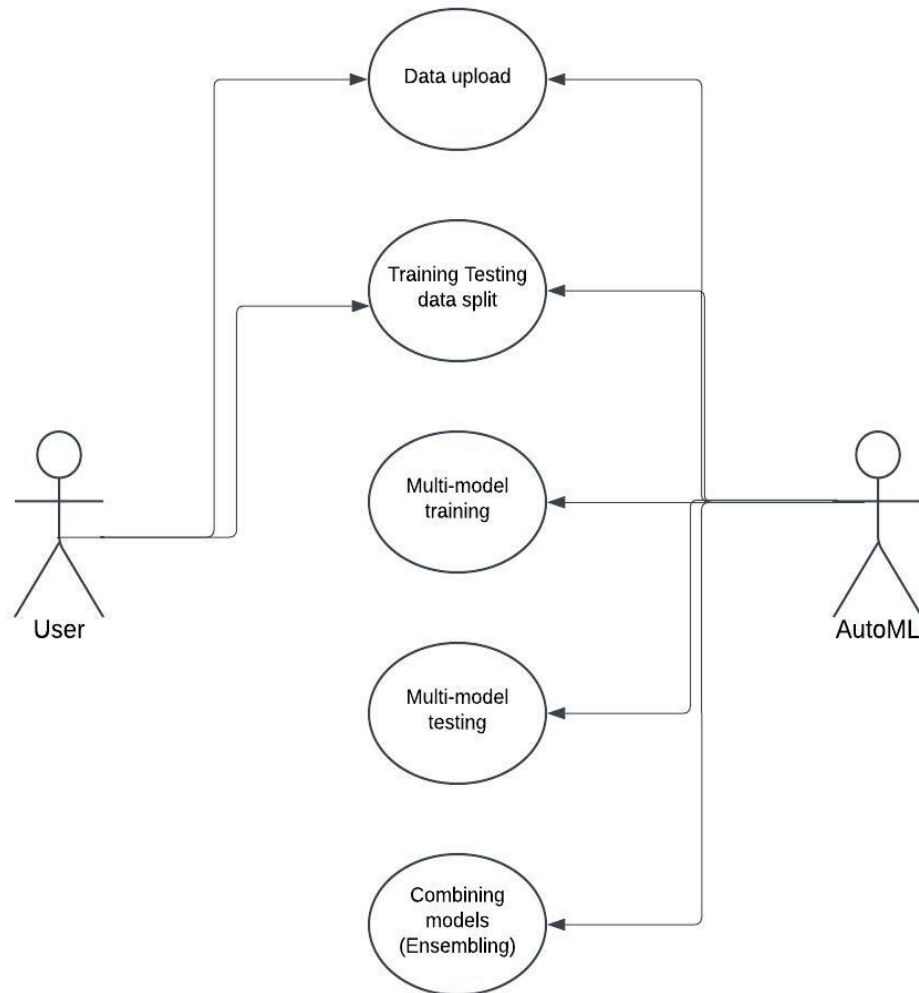 Data upload
Training Testing
data split
Multi-model
training
User
AutoML
Multi-model
testing
Combining
models
(Ensembling)